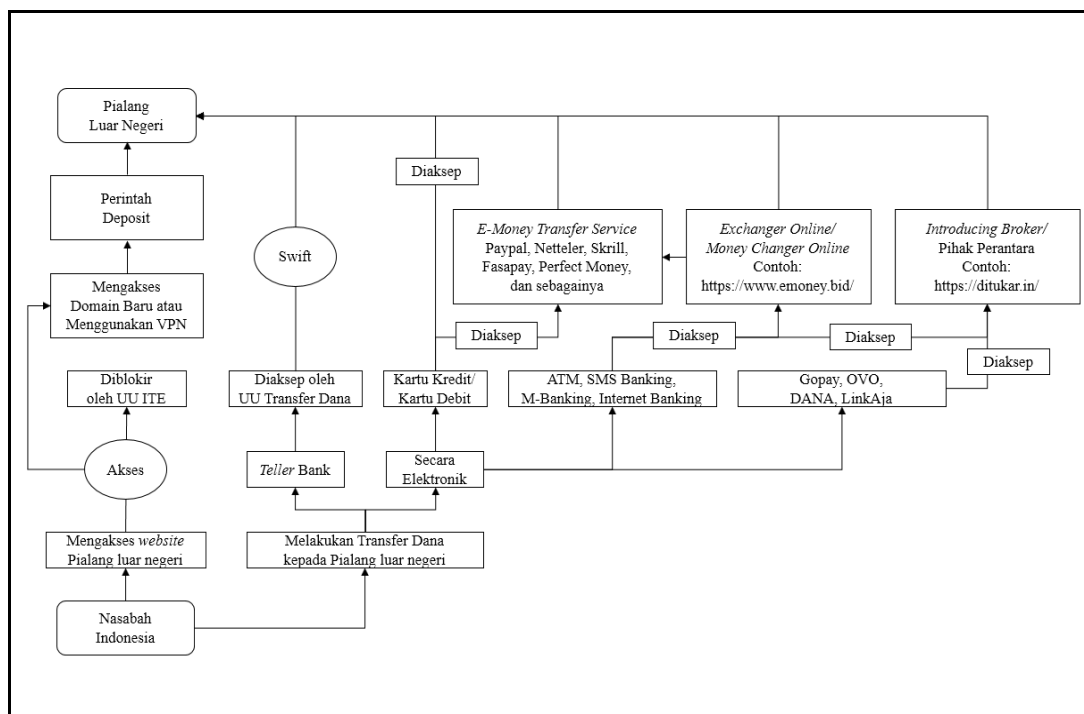 Pialang
Luar Negeri
Diaksep
Perintah
Deposit
E-Money Transfer Service
Paypal, Netteler, Skrill,
Fasapay, Perfect Money,
dan sebagainya
Exchanger Online/
Money Changer Online
Contoh:
https://www.emoney.bid/
Introducing Broker/
Pihak Perantara
Contoh:
https://ditukar.in/
Swift
Mengakses
Domain Baru atau
Menggunakan VPN
Diaksep
Diaksep
Diaksep
Diaksep
Diblokir
oleh UU ITE
Diaksep oleh
UU Transfer Dana
Kartu Kredit/
Kartu Debit
ATM, SMS Banking,
M-Banking, Internet Banking
Gopay, OVO,
DANA, LinkAja
Akses
Teller Bank
Secara
Elektronik
Mengakses website
Pialang luar negeri
Melakukan Transfer Dana
kepada Pialang luar negeri
Nasabah
Indonesia